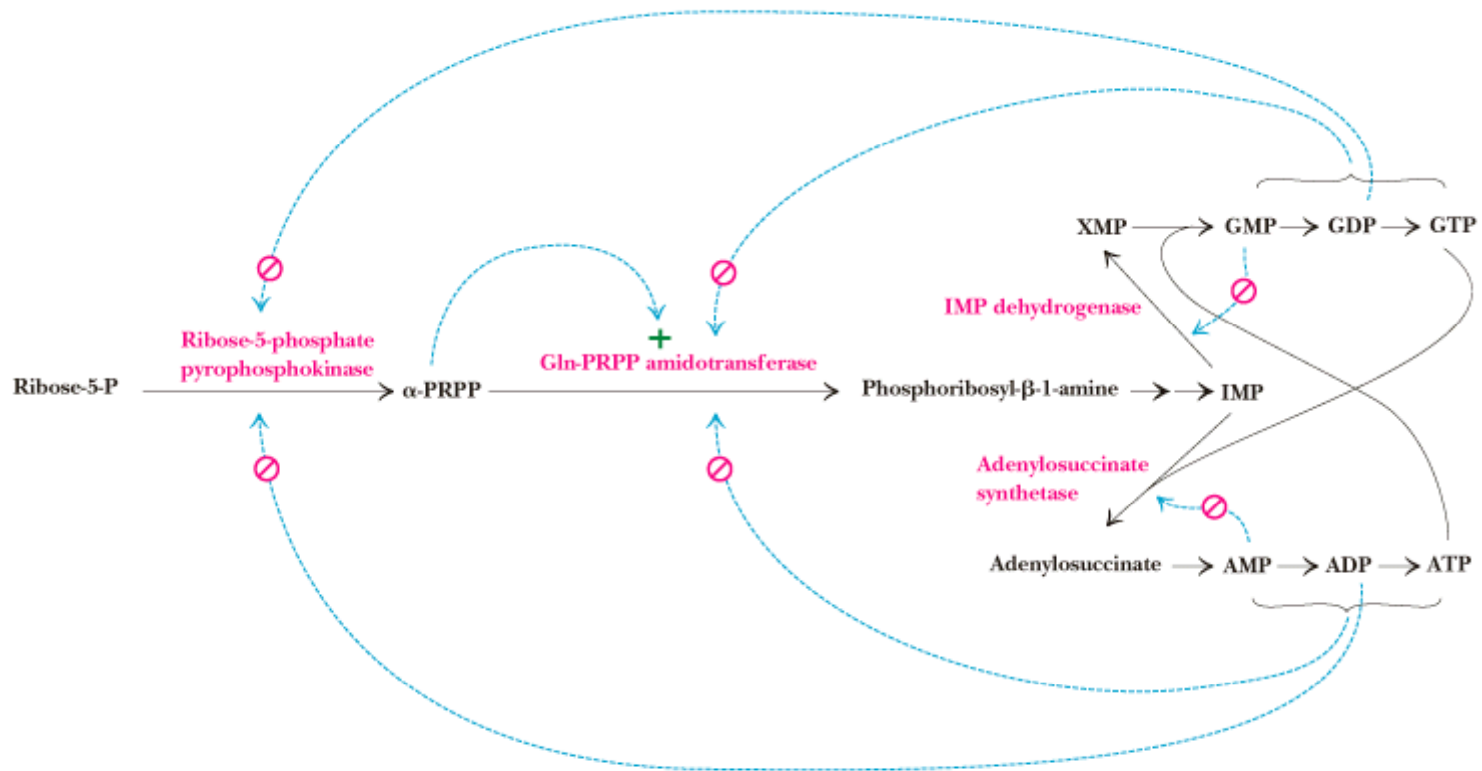 XMP
GMP
GDP
GTP
IMP dehydrogenase
Ribose-5-phosphate
pyrophosphokinase
+
Gln-PRPP amidotransferase
Ribose-5-P
α-PRPP
Phosphoribosyl-β-1-amine
IMP
Adenylosuccinate
synthetase
Adenylosuccinate
AMP
ADP
ATP